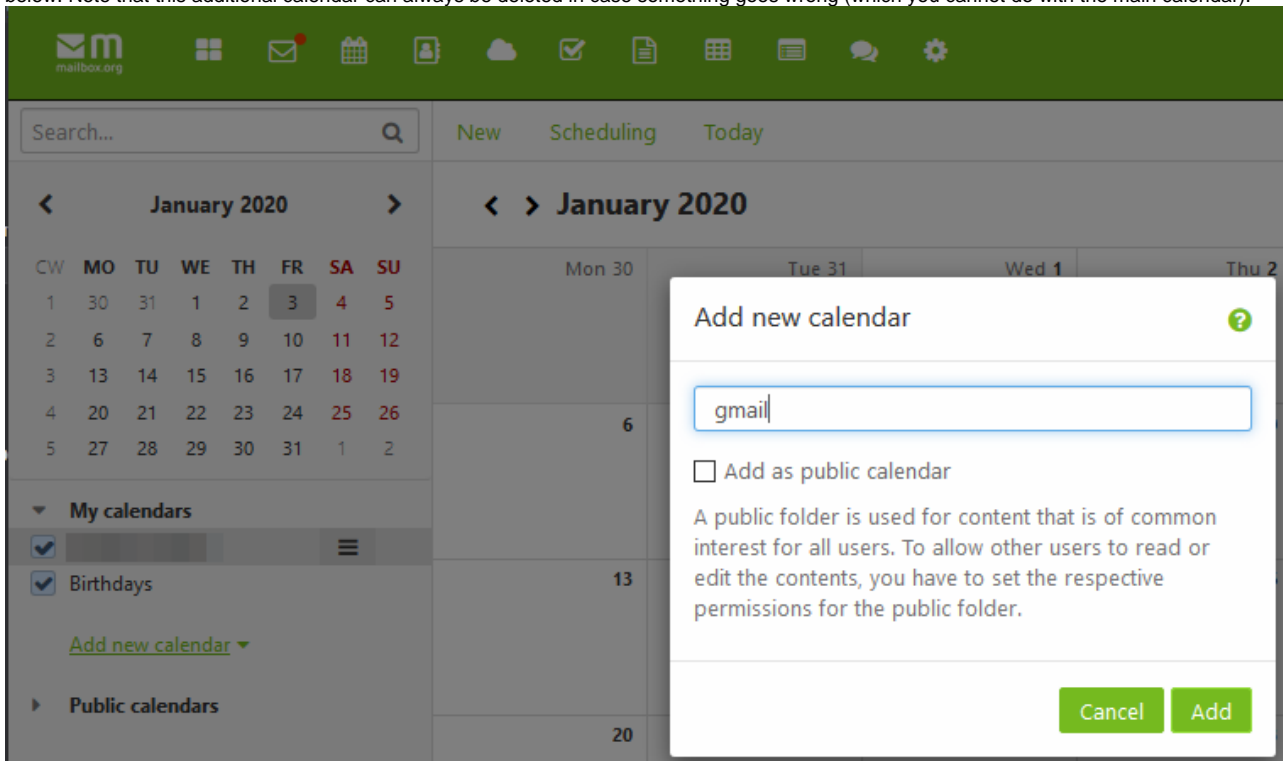 below. Note that this additional calendar can always be deleted in case something goes wrong (which you cannot do with the main calendar).
mailbox.org
Search...
New Scheduling Today
January 2020
January 2020
CW MO TU WE TH FR SA SU
1 30 31 1 2 3 4 5
2 6 7 8 9 10 11 12
3 13 14 15 16 17 18 19
4 20 21 22 23 24 25 26
5 27 28 29 30 31 1 2
Mon 30 Tue 31 Wed 1 Thu 2
6
13
20
My calendars
Birthdays
Add new calendar
Public calendars
Add new calendar
gmail
Add as public calendar
A public folder is used for content that is of common
interest for all users. To allow other users to read or
edit the contents, you have to set the respective
permissions for the public folder.
Cancel Add